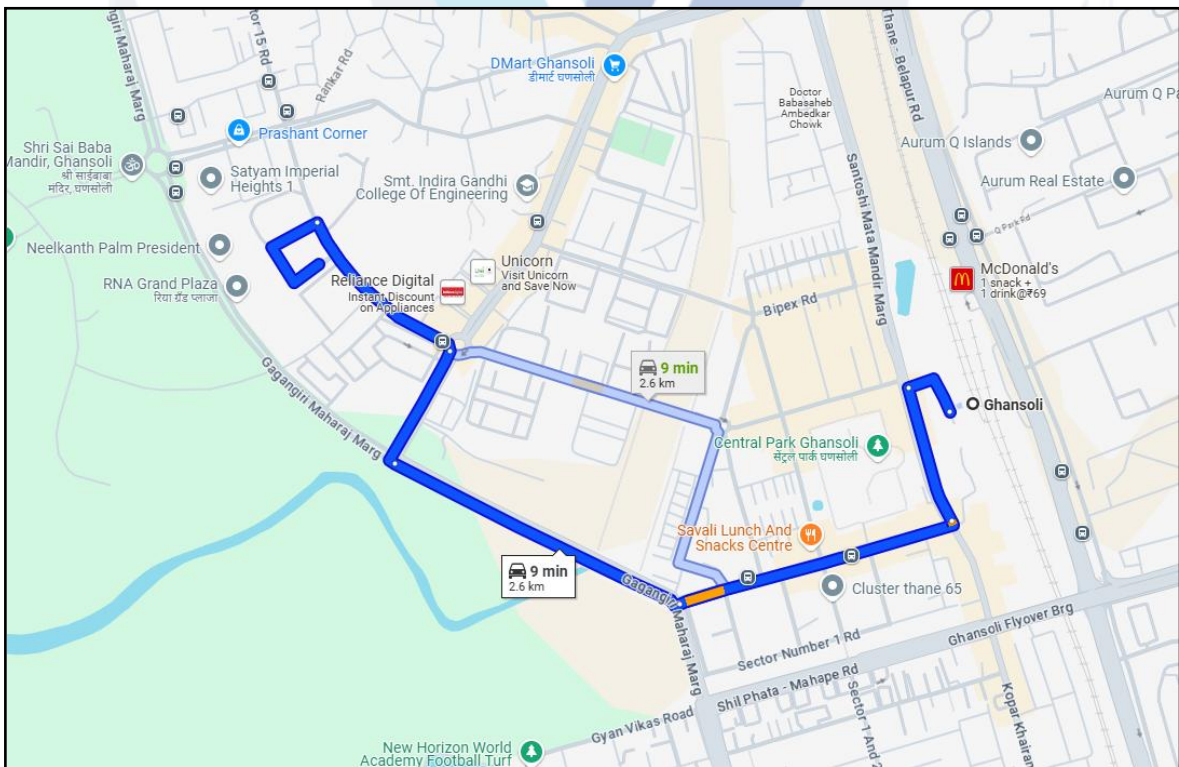 tor 15 Rd
Rankar Rd
Gagangiri Maharaj Marg
DMart Ghansoli
डीमार्ट घणसोली
Doctor
Babasaheb
Ambedkar
Chowk
Thane - Belapur Rd
Aurum Q Pa
Prashant Corner
Aurum Q Islands
Shri Sai Baba
Mandir, Ghansoli
श्री साईबाबा
मंदिर, घणसोली
Satyam Imperial
Heights 1
Smt. Indira Gandhi
College Of Engineering
Santoshi Mata Mandir Marg
Aurum Real Estate
Q Park Rd
Neelkanth Palm President
RNA Grand Plaza
रिया ग्रँड प्लाजा
Reliance Digital
Instant Discount
on Appliances
Unicorn
Visit Unicorn
and Save Now
McDonald's
1 snack +
1 drink@₹69
Bipex Rd
9 min
2.6 km
Ghansoli
Gagangiri Maharaj Marg
Central Park Ghansoli
सेंट्रल पार्क घणसोली
Savali Lunch And
Snacks Centre
9 min
2.6 km
Cluster thane 65
Gagangiri Maharaj Marg
Sector Number 1 Rd
Ghansoli Flyover Brg
Shil Phata - Mahape Rd
Gyan Vikas Road
Sector 1 And 2
Kopar Khairan
New Horizon World
Academy Football Turf